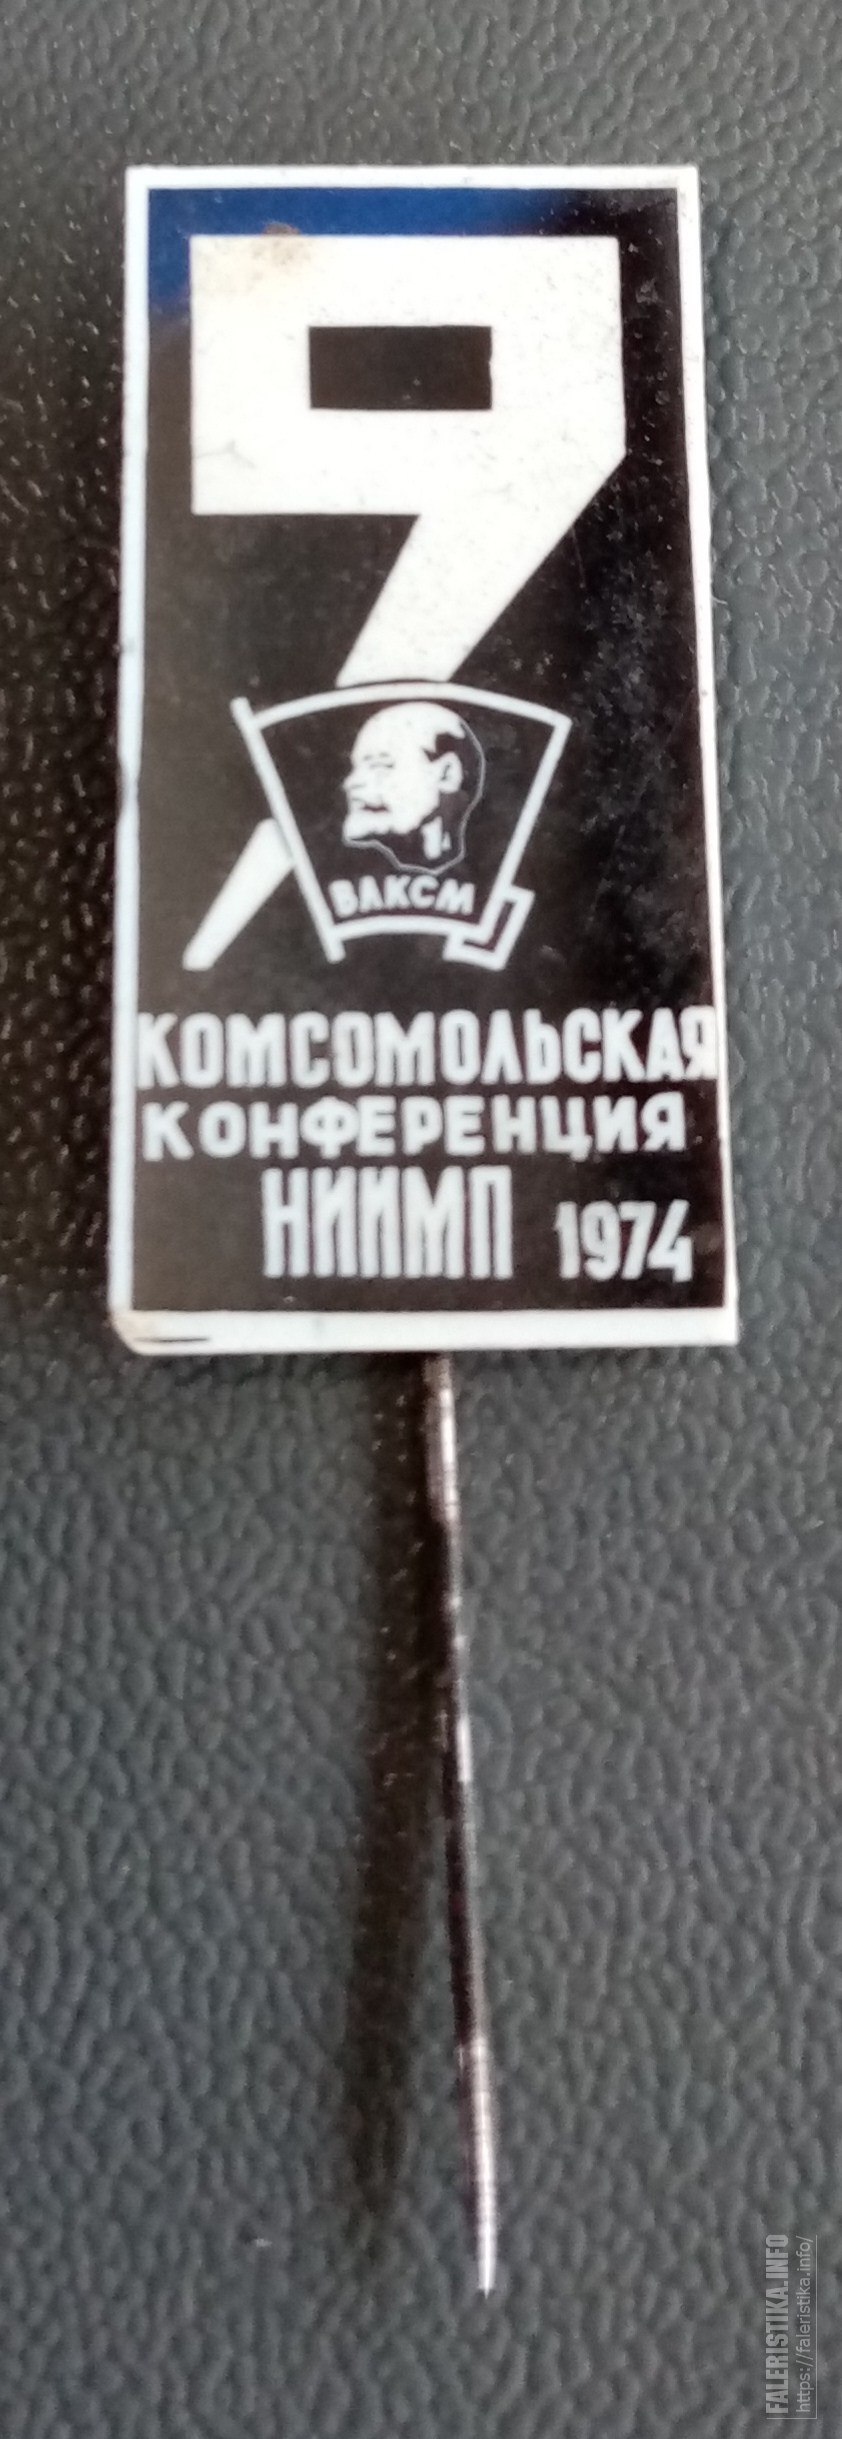 9
ВЛКСМ
КОМСОМОЛЬСКАЯ
КОНФЕРЕНЦИЯ
НИИМП 1974
FALERISTIKA.INFO
https://faleristika.info/